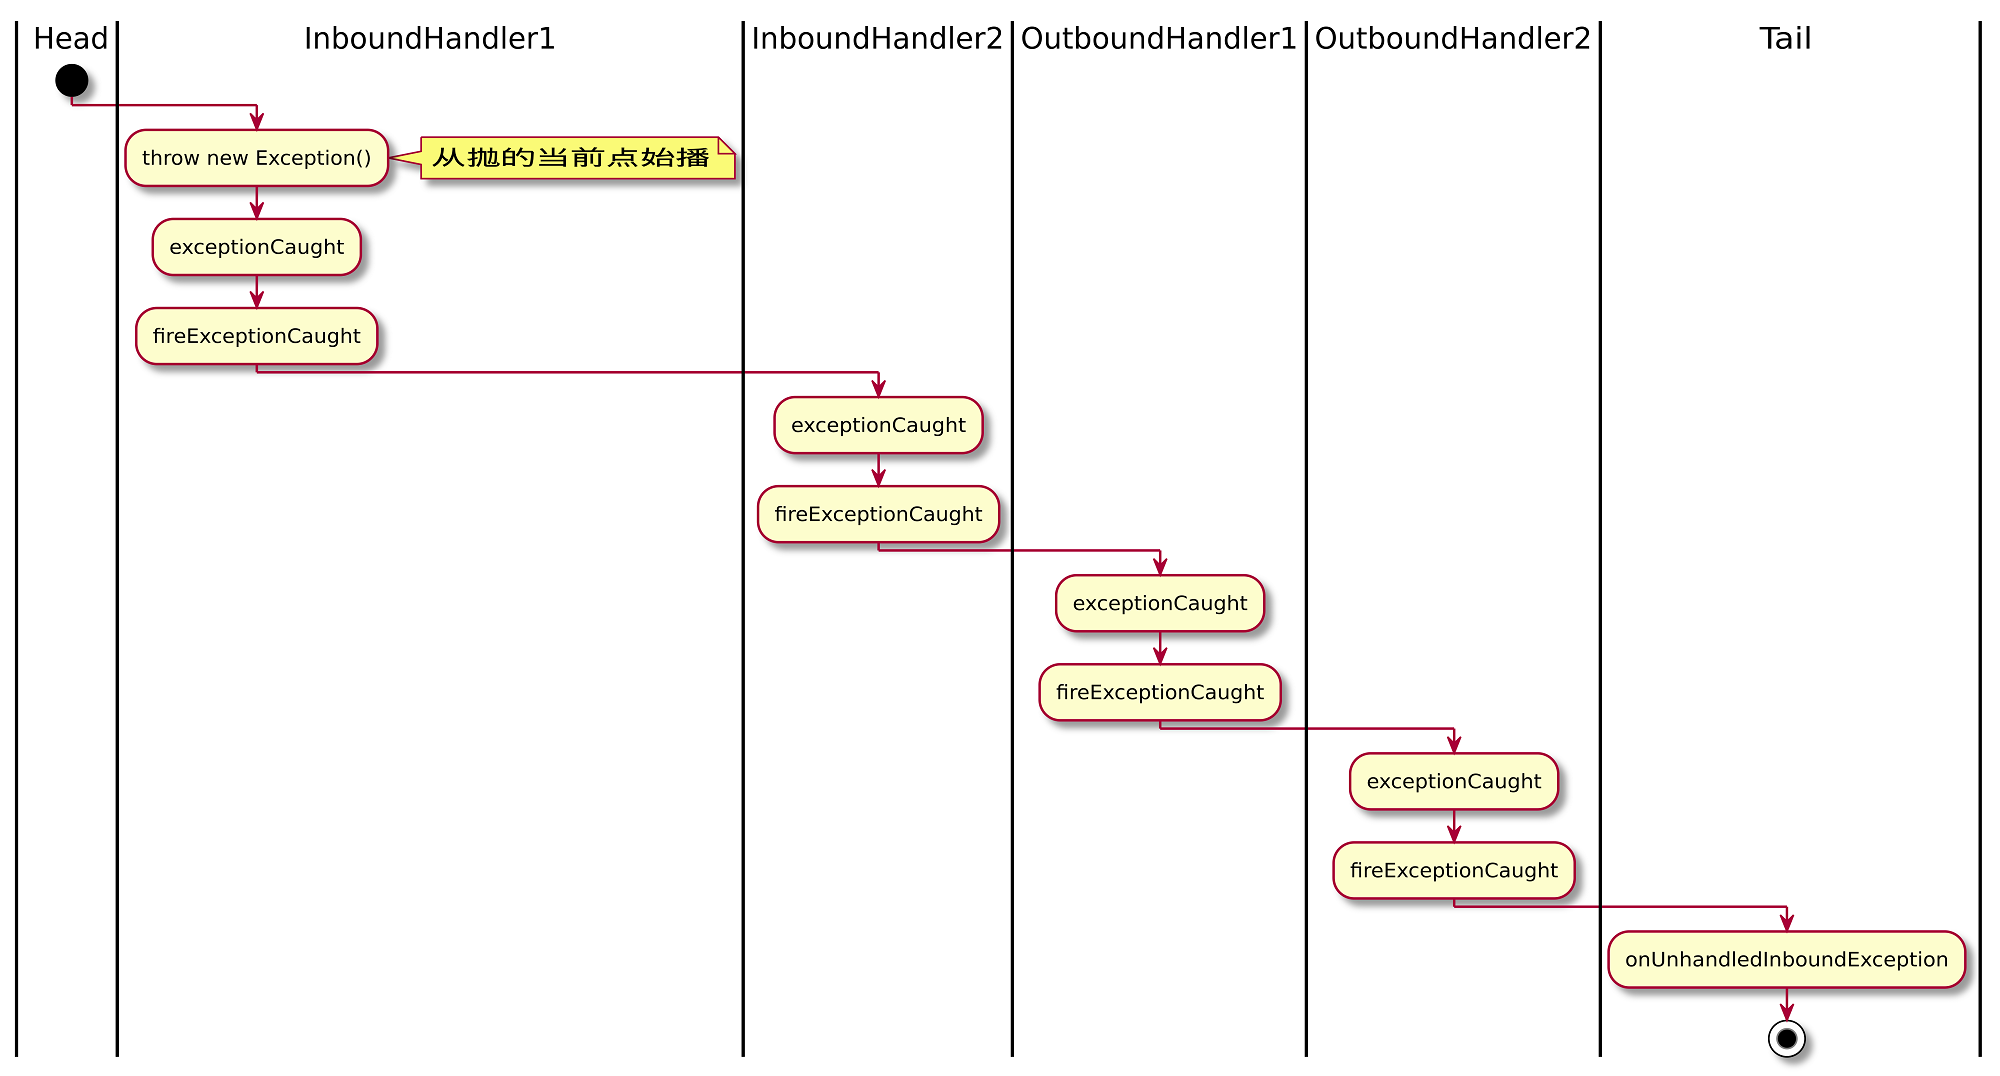 Head
InboundHandler1
InboundHandler2
OutboundHandler1
OutboundHandler2
Tail
throw new Exception()
从抛的当前点始播
exceptionCaught
fireExceptionCaught
exceptionCaught
fireExceptionCaught
exceptionCaught
fireExceptionCaught
exceptionCaught
fireExceptionCaught
onUnhandledInboundException